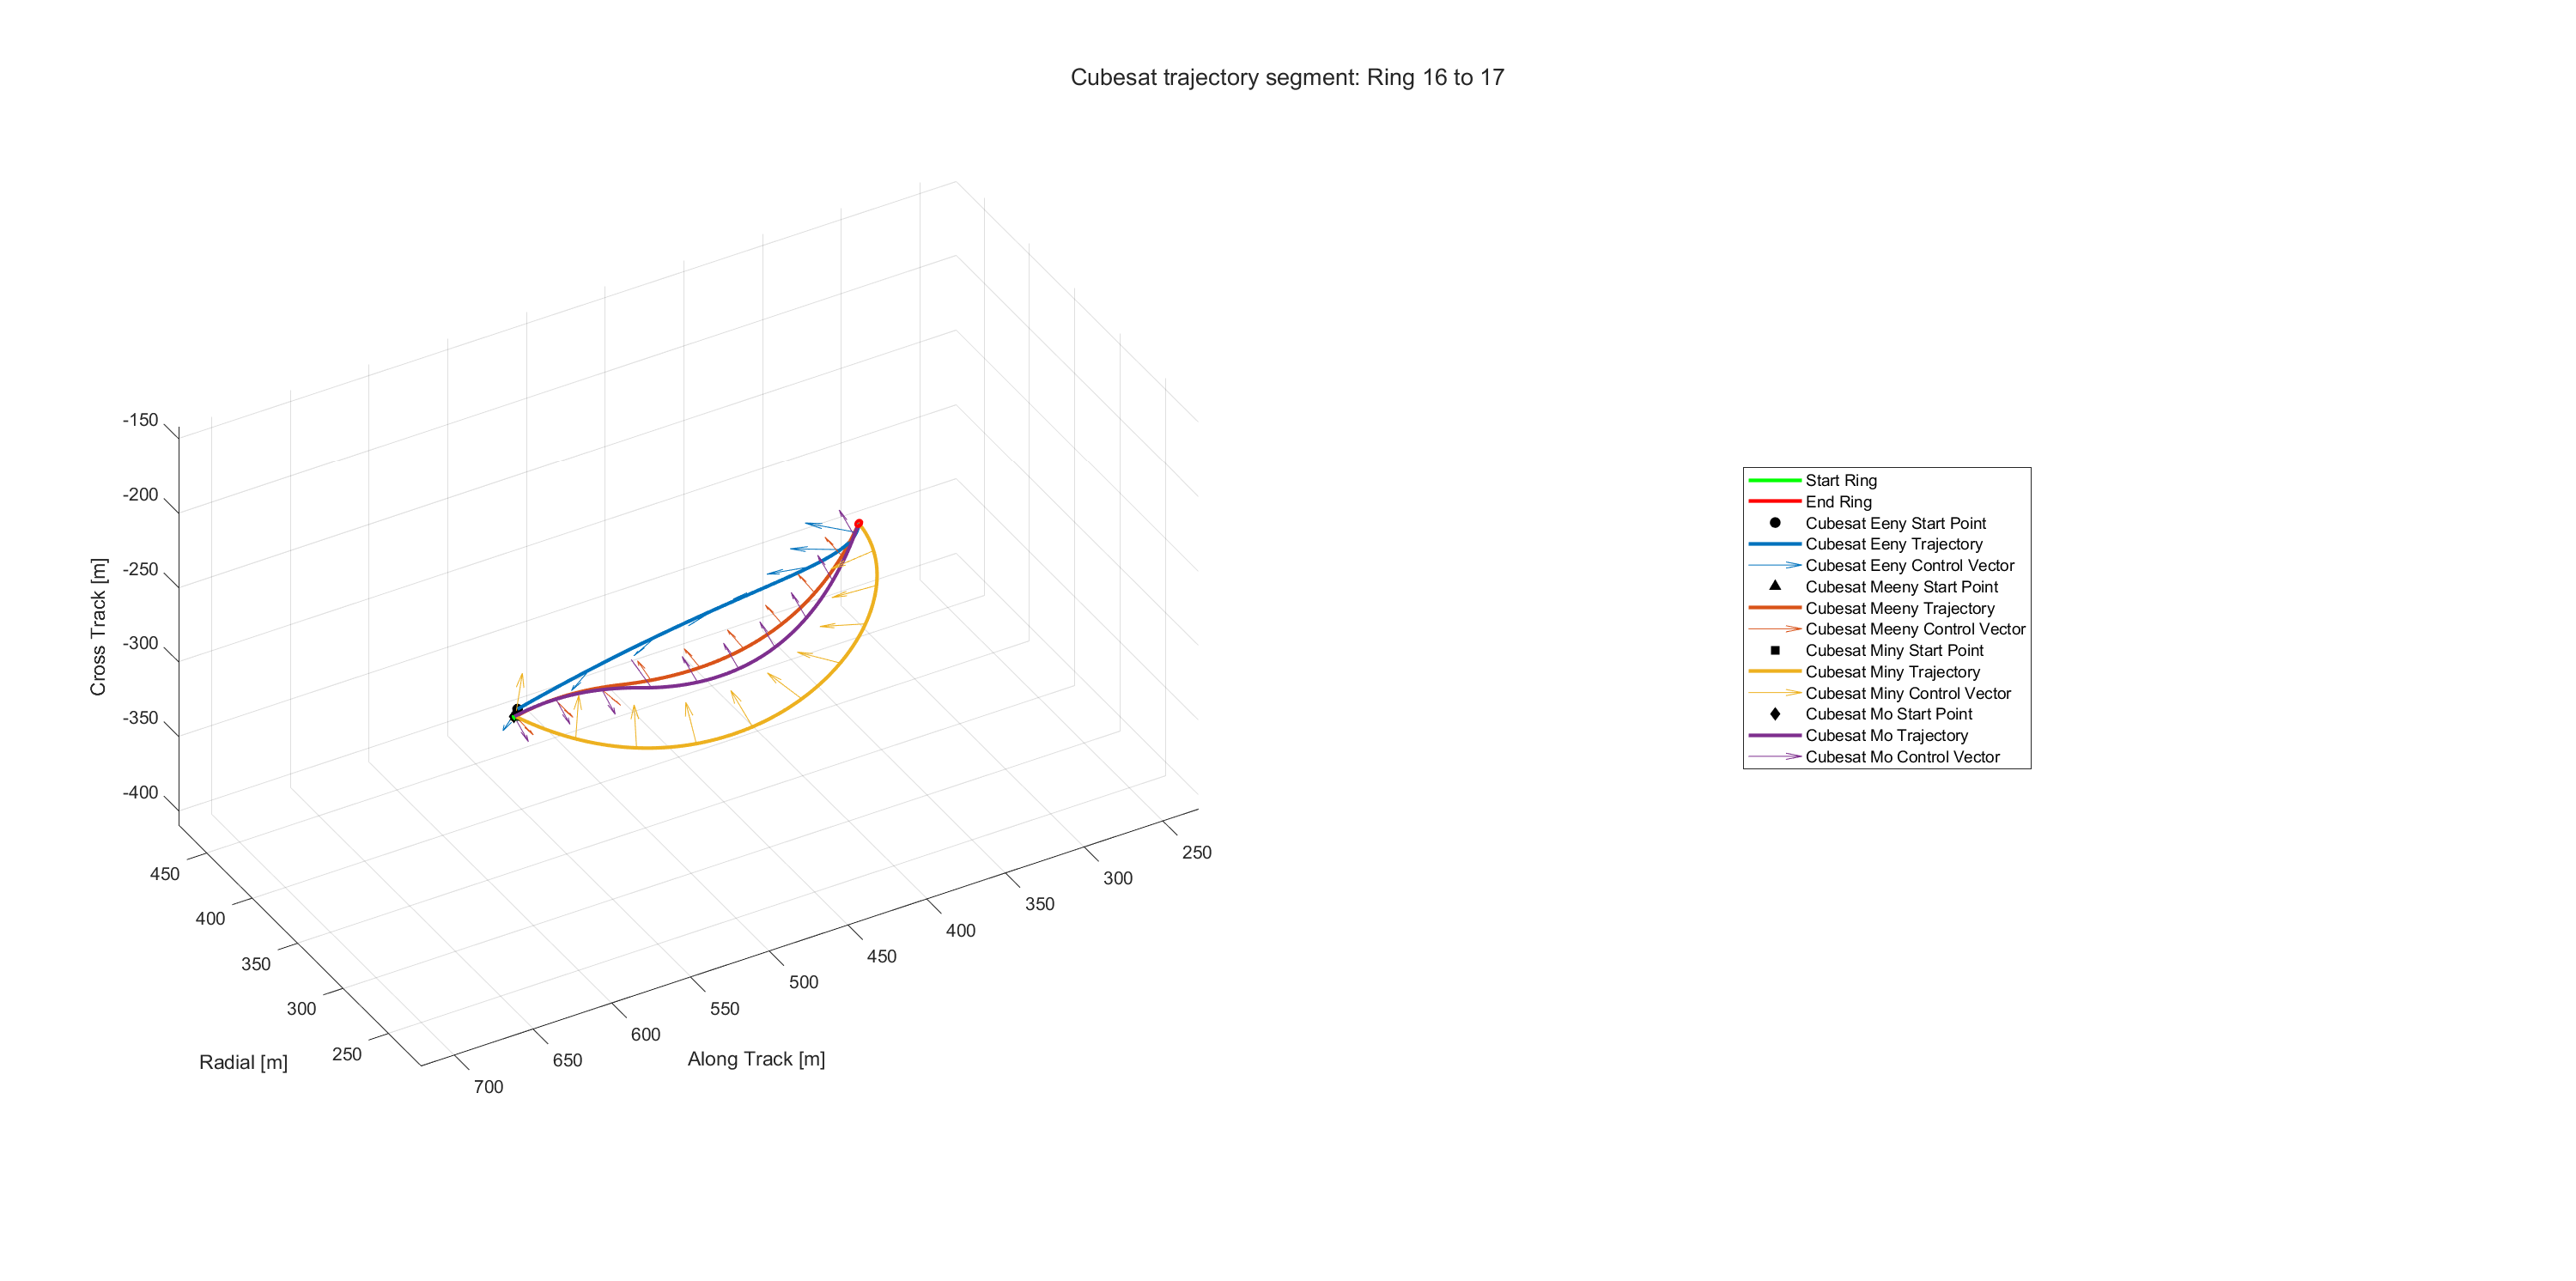 Cubesat trajectory segment: Ring 16 to 17
-150
-200
-250
-300
-350
-400
Cross Track [m]
450
400
350
300
250
Radial [m]
700
650
600
550
500
450
400
350
300
250
Along Track [m]
Start Ring
End Ring
Cubesat Eeny Start Point
Cubesat Eeny Trajectory
Cubesat Eeny Control Vector
Cubesat Meeny Start Point
Cubesat Meeny Trajectory
Cubesat Meeny Control Vector
Cubesat Miny Start Point
Cubesat Miny Trajectory
Cubesat Miny Control Vector
Cubesat Mo Start Point
Cubesat Mo Trajectory
Cubesat Mo Control Vector